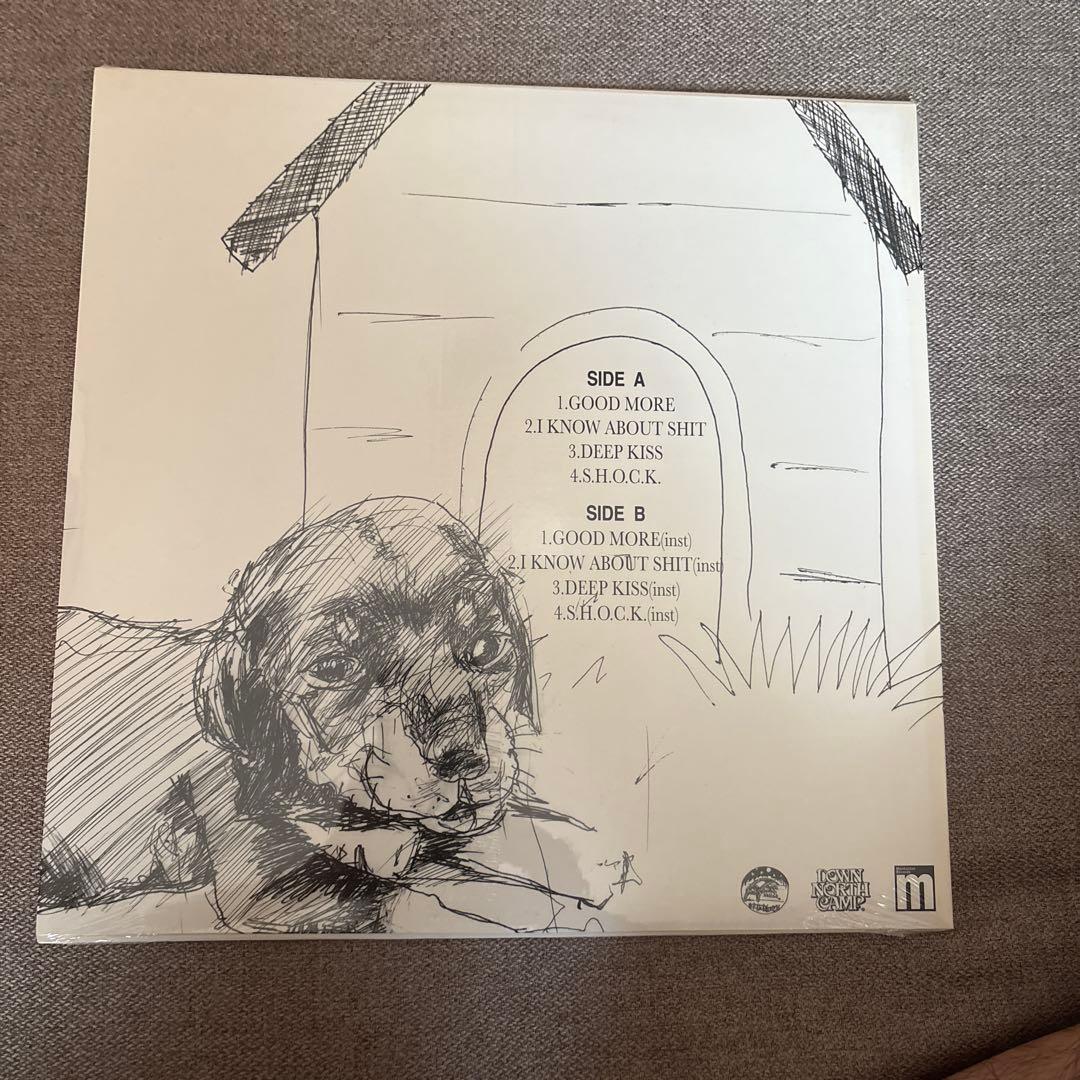 SIDE A
1.GOOD MORE
2.I KNOW ABOUT SHIT
3.DEEP KISS
4.S.H.O.C.K.
SIDE B
1.GOOD MORE(inst)
2.I KNOW ABOUT SHIT(inst)
3.DEEP KISS(inst)
4.S.H.O.C.K.(inst)
DOWN
NORTH
CAMP
m